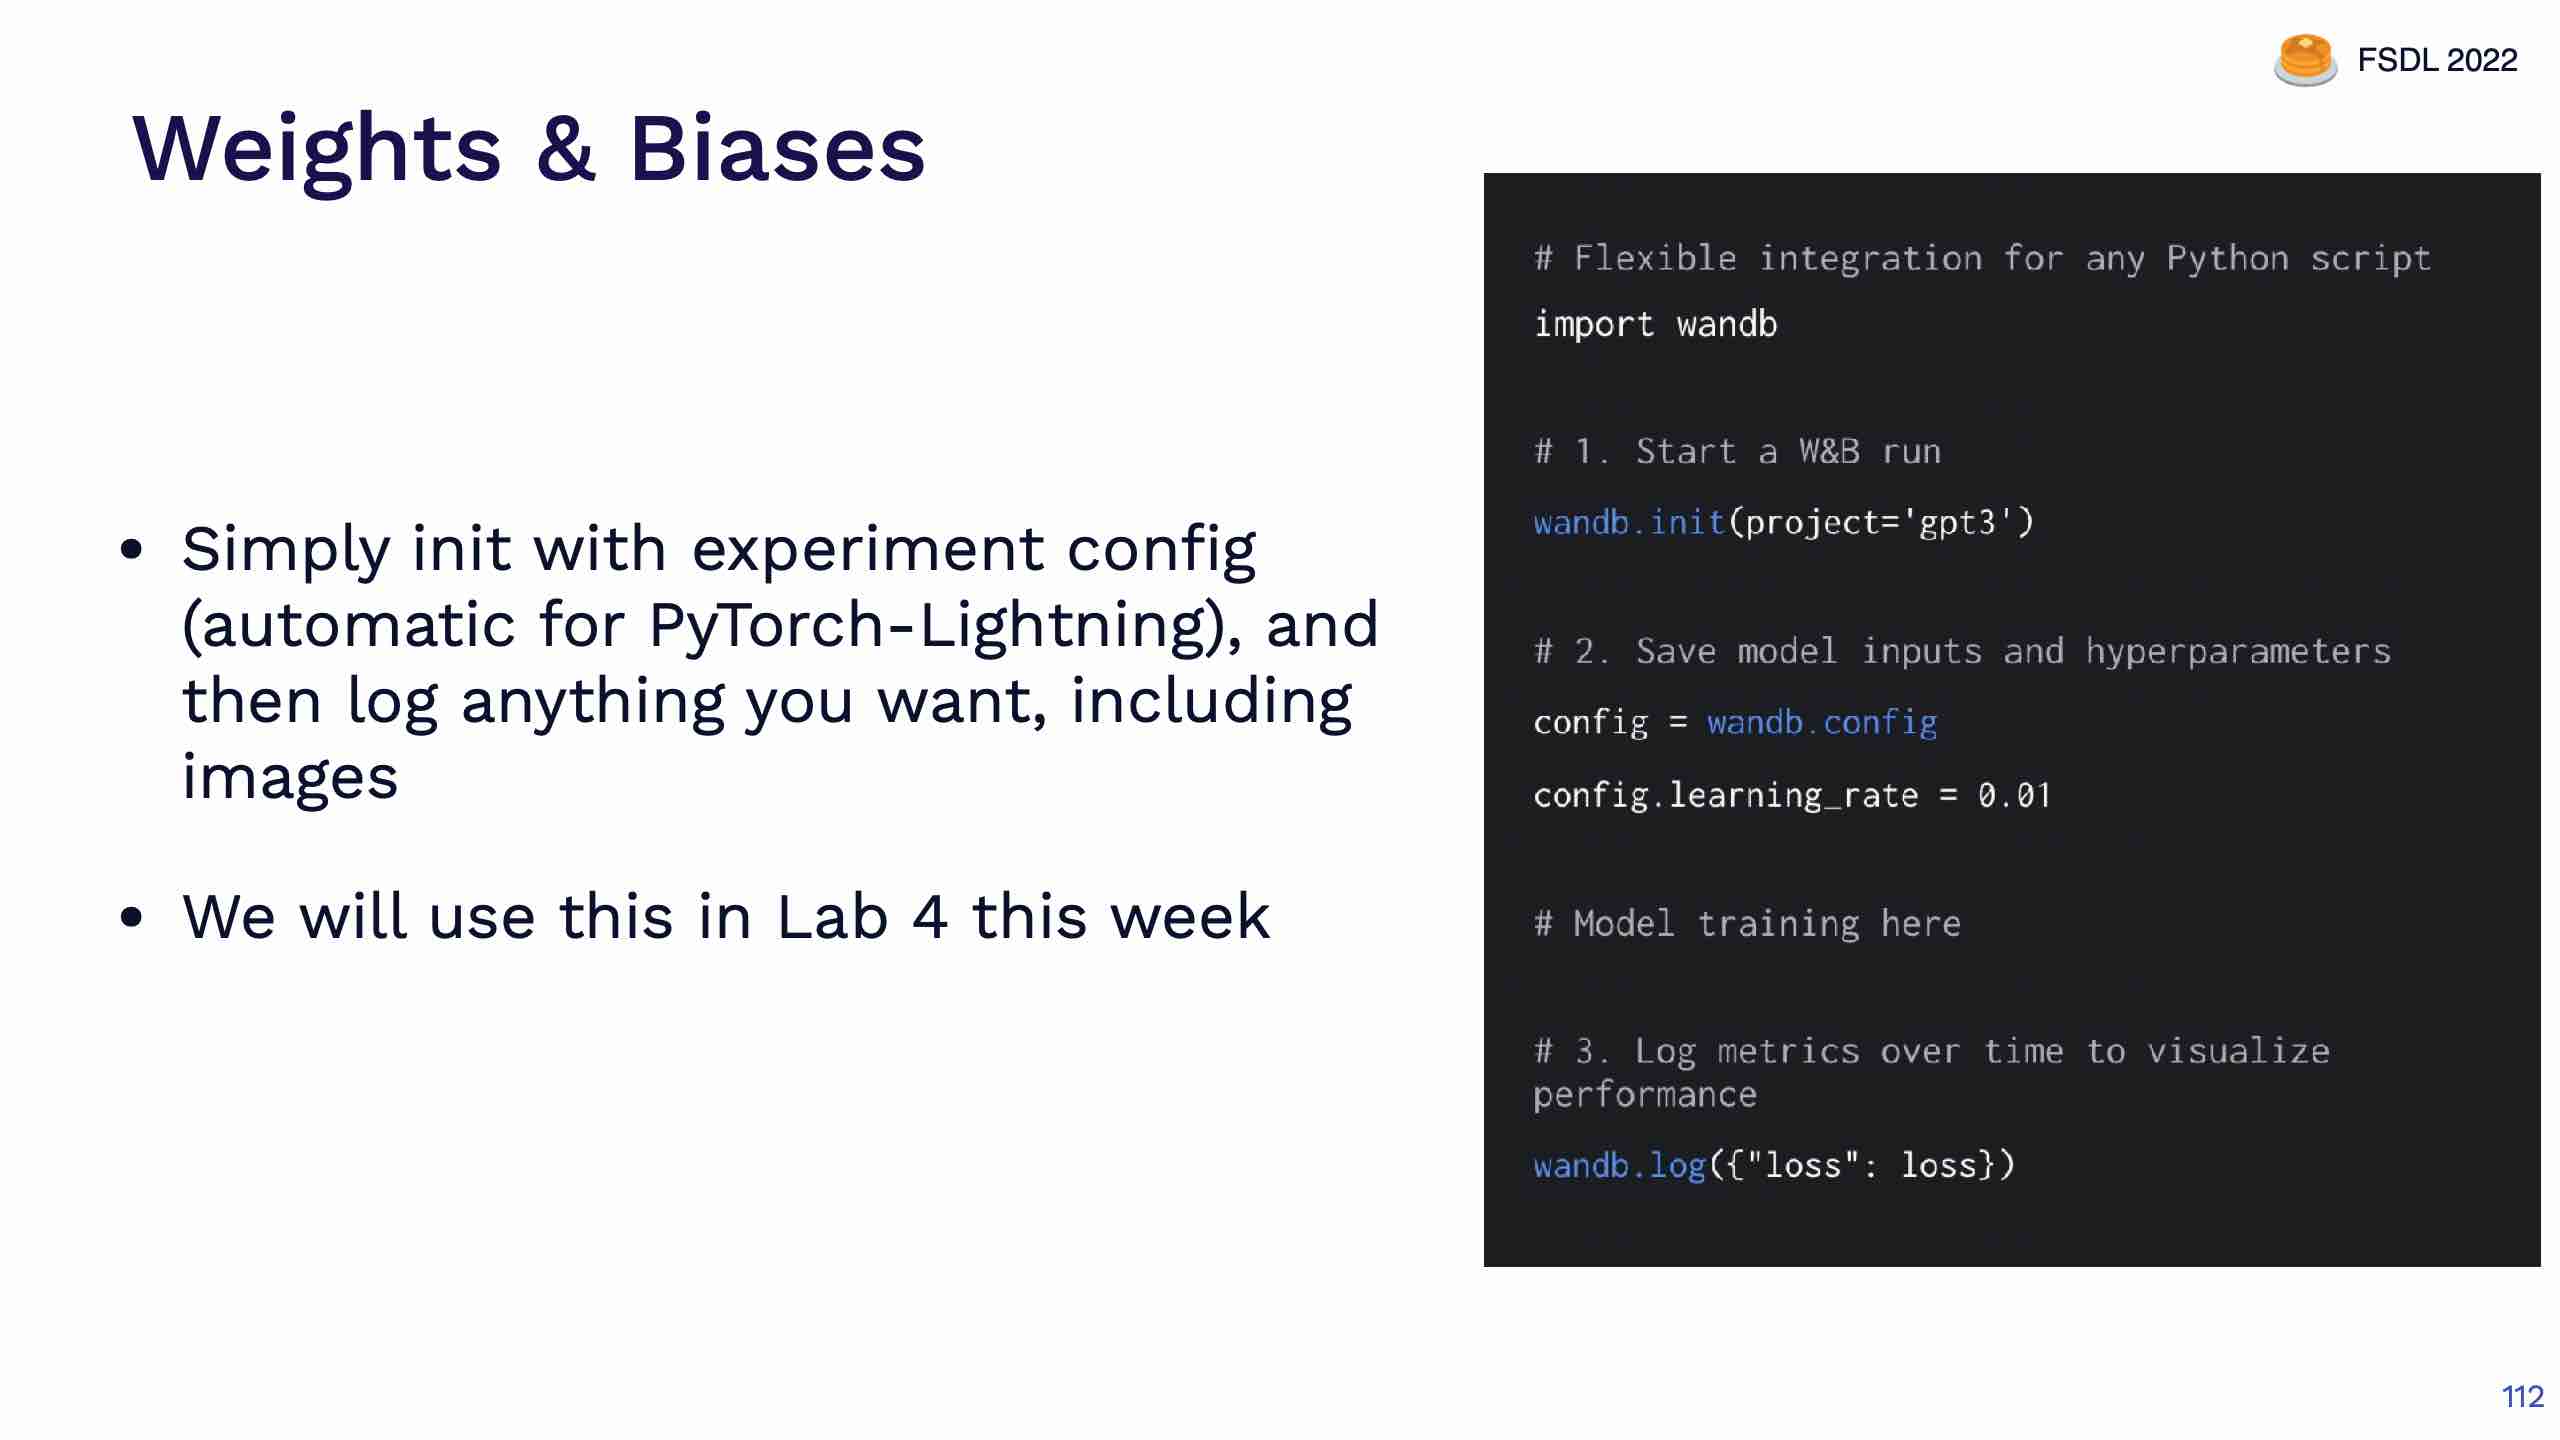 FSDL 2022
Weights & Biases
• Simply init with experiment config
(automatic for PyTorch-Lightning), and
then log anything you want, including
images
• We will use this in Lab 4 this week
# Flexible integration for any Python script
import wandb
# 1. Start a W&B run
wandb.init(project='gpt3')
# 2. Save model inputs and hyperparameters
config = wandb.config
config.learning_rate = 0.01
# Model training here
# 3. Log metrics over time to visualize
performance
wandb.log({"loss": loss})
112